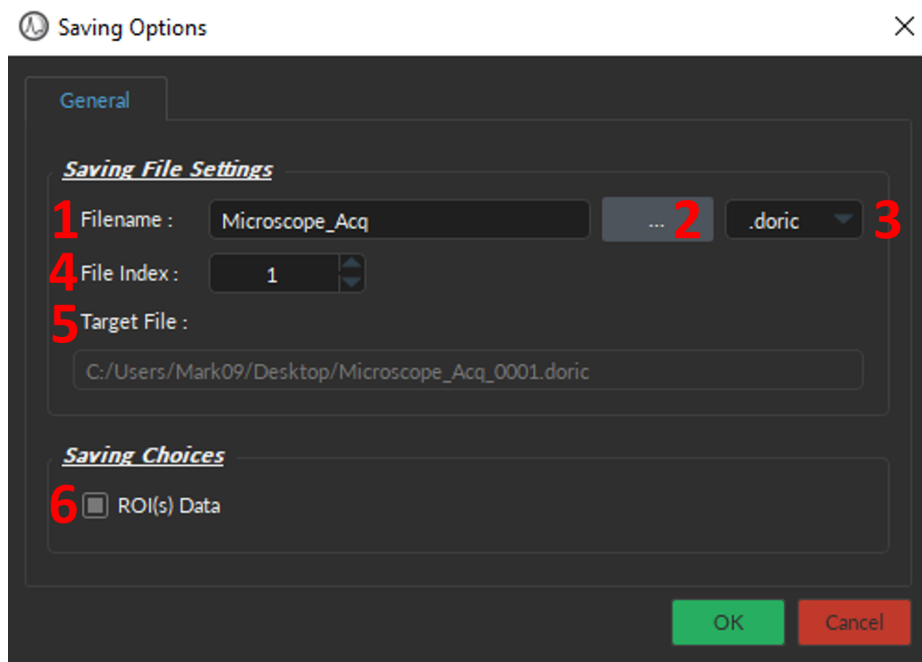 Saving Options
General
Saving File Settings
1 Filename : Microscope_Acq ... 2 .doric 3
4 File Index : 1
5 Target File :
C:/Users/Mark09/Desktop/Microscope_Acq_0001.doric
Saving Choices
6 ROI(s) Data
OK Cancel